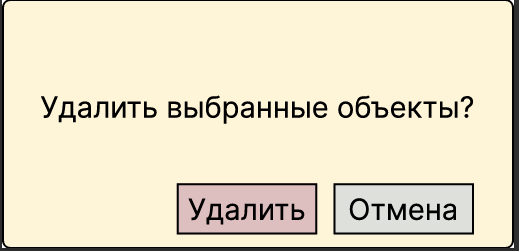 Удалить выбранные объекты?
Удалить Отмена